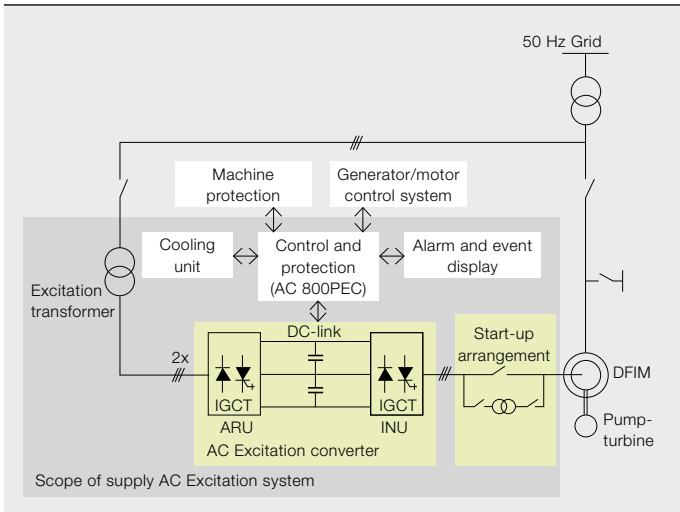 50 Hz Grid
Machine
protection
Generator/motor
control system
Cooling
unit
Control and
protection
(AC 800PEC)
Alarm and event
display
Excitation
transformer
DC-link
Start-up
arrangement
2x
IGCT
IGCT
DFIM
ARU
INU
Pump-
turbine
AC Excitation converter
Scope of supply AC Excitation system